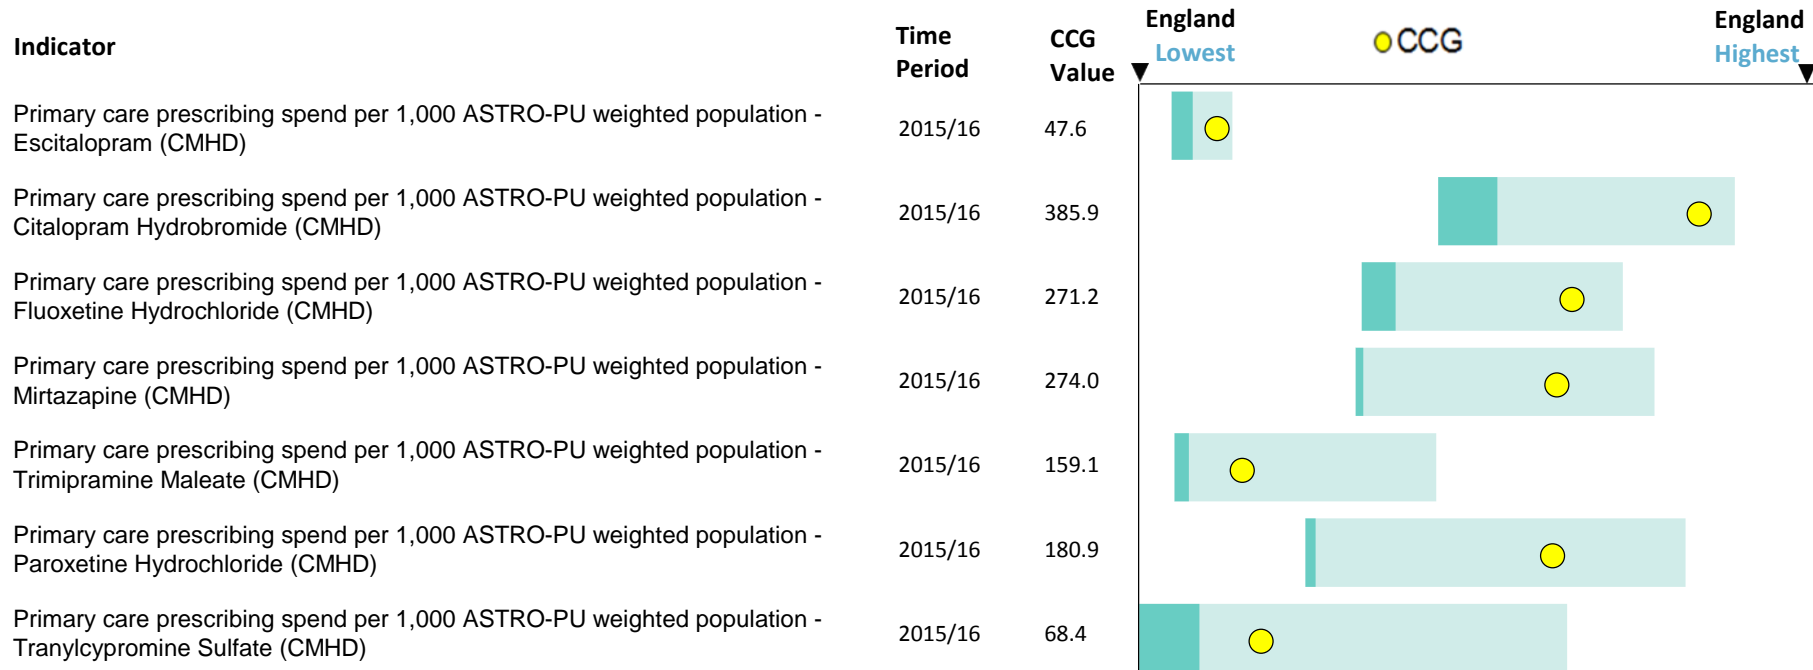 Indicator
Time
Period
CCG
Value
England
Lowest
CCG
England
Highest
Primary care prescribing spend per 1,000 ASTRO-PU weighted population -
Escitalopram (CMHD)
2015/16
47.6
Primary care prescribing spend per 1,000 ASTRO-PU weighted population -
Citalopram Hydrobromide (CMHD)
2015/16
385.9
Primary care prescribing spend per 1,000 ASTRO-PU weighted population -
Fluoxetine Hydrochloride (CMHD)
2015/16
271.2
Primary care prescribing spend per 1,000 ASTRO-PU weighted population -
Mirtazapine (CMHD)
2015/16
274.0
Primary care prescribing spend per 1,000 ASTRO-PU weighted population -
Trimipramine Maleate (CMHD)
2015/16
159.1
Primary care prescribing spend per 1,000 ASTRO-PU weighted population -
Paroxetine Hydrochloride (CMHD)
2015/16
180.9
Primary care prescribing spend per 1,000 ASTRO-PU weighted population -
Tranylcypromine Sulfate (CMHD)
2015/16
68.4